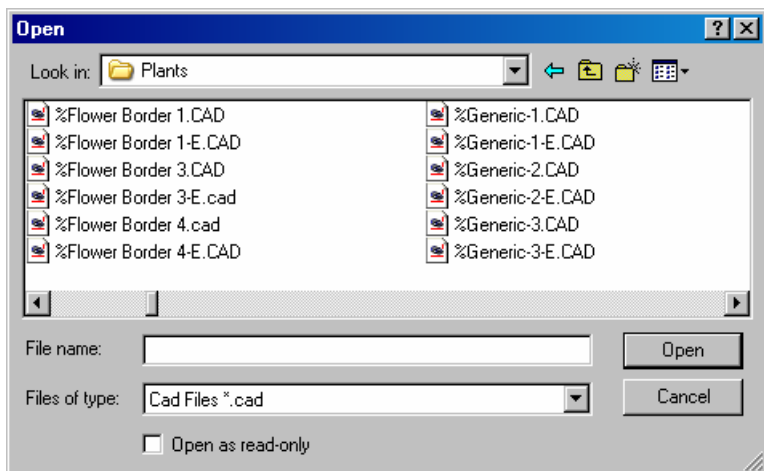 Open
Look in: Plants
%Flower Border 1.CAD
%Flower Border 1-E.CAD
%Flower Border 3.CAD
%Flower Border 3-E.cad
%Flower Border 4.cad
%Flower Border 4-E.CAD
%Generic-1.CAD
%Generic-1-E.CAD
%Generic-2.CAD
%Generic-2-E.CAD
%Generic-3.CAD
%Generic-3-E.CAD
File name:
Open
Files of type: Cad Files *.cad
Cancel
Open as read-only